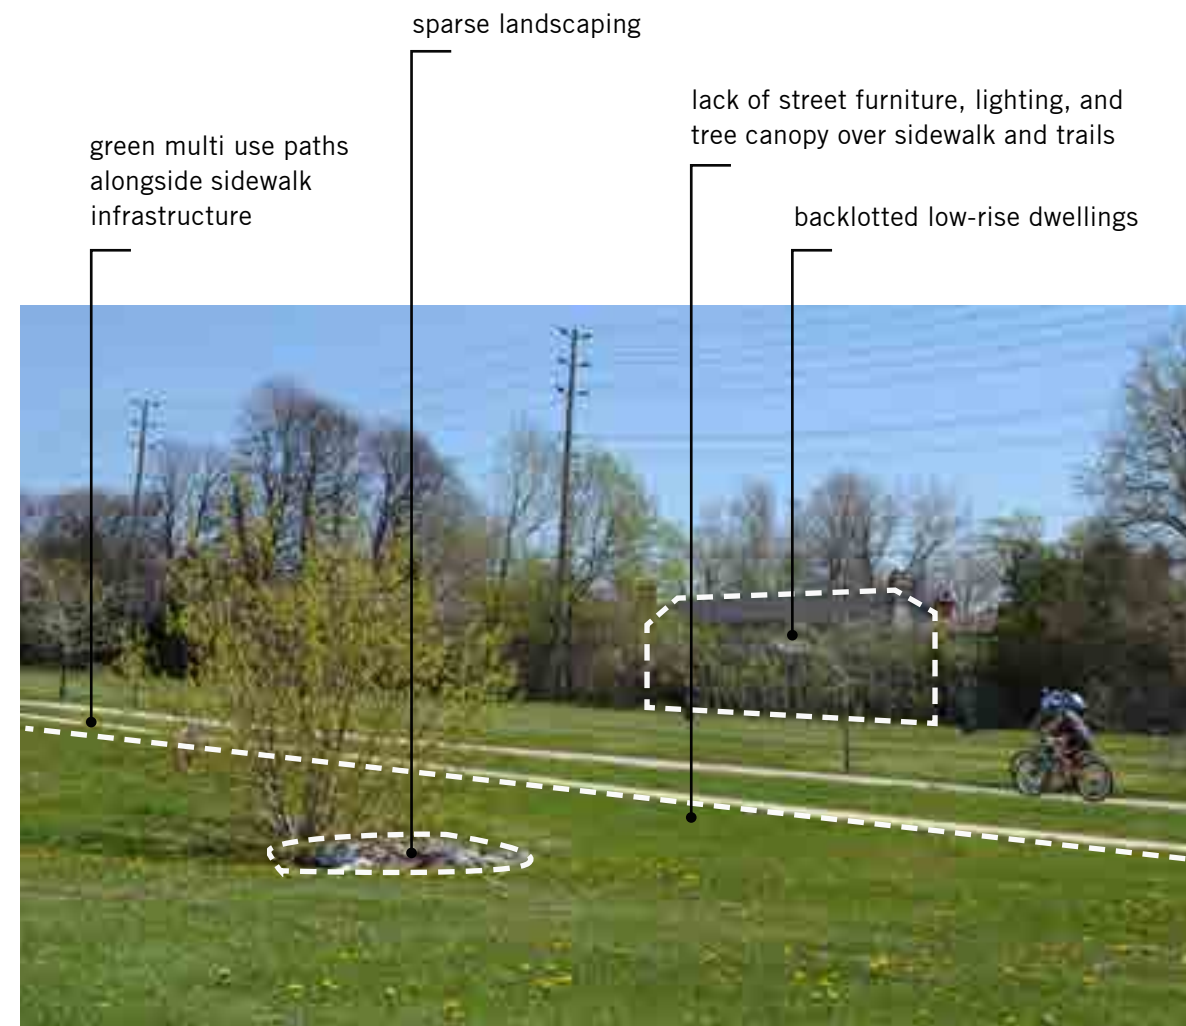 sparse landscaping
lack of street furniture, lighting, and
tree canopy over sidewalk and trails
green multi use paths
alongside sidewalk
infrastructure
backlotted low-rise dwellings